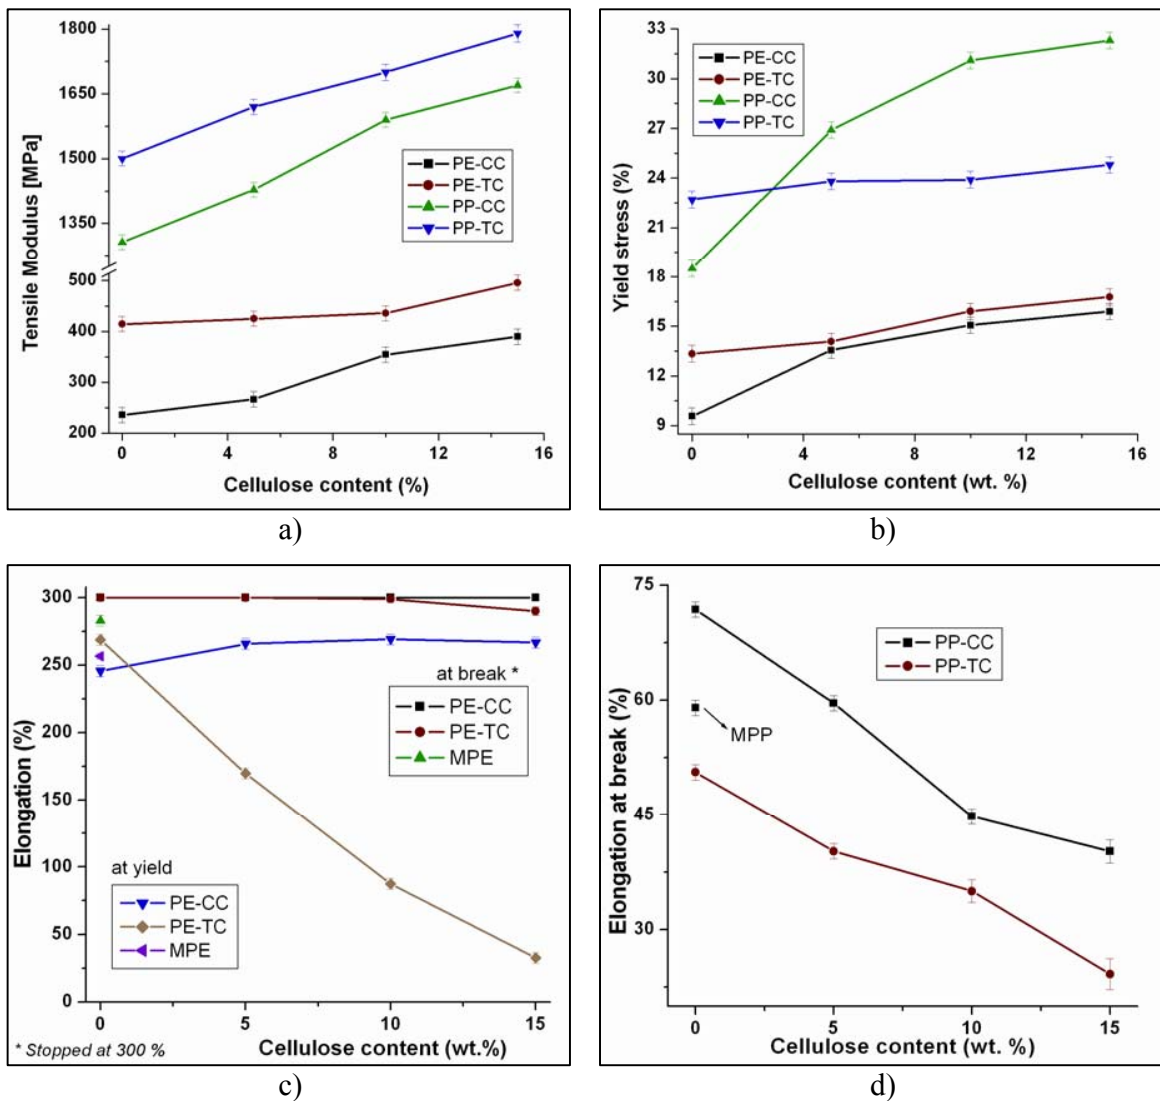 1800
1650
1500
1350
500
400
300
200
Tensile Modulus [MPa]
PE-CC
PE-TC
PP-CC
PP-TC
0 4 8 12 16
Cellulose content (%)
a)
33
30
27
24
21
18
15
12
9
Yield stress (%)
PE-CC
PE-TC
PP-CC
PP-TC
0 4 8 12 16
Cellulose content (wt. %)
b)
300
250
200
150
100
50
0
Elongation (%)
at break *
PE-CC
PE-TC
MPE
at yield
PE-CC
PE-TC
MPE
0 5 10 15
* Stopped at 300 %
Cellulose content (wt.%)
c)
75
60
45
30
Elongation at break (%)
PP-CC
PP-TC
MPP
0 5 10 15
Cellulose content (wt. %)
d)